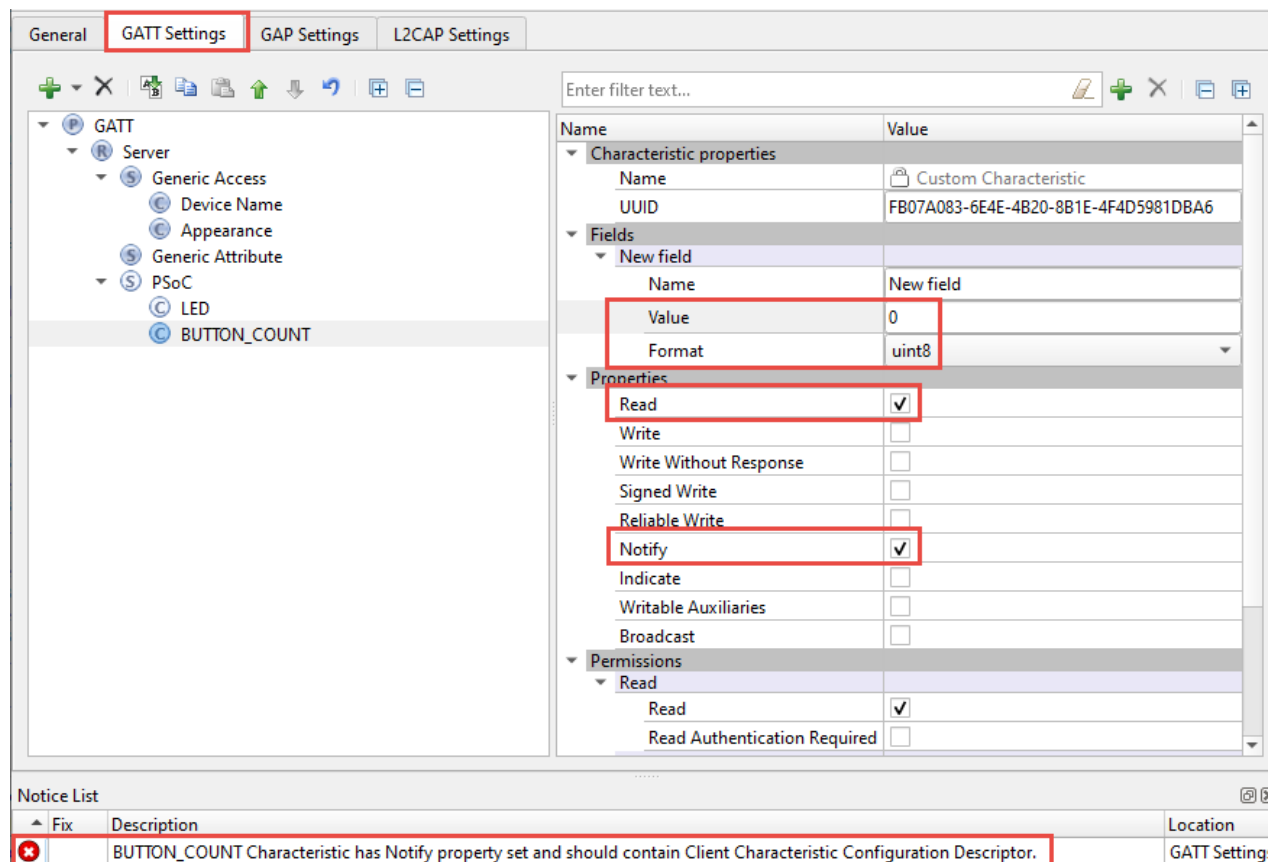 General GATT Settings GAP Settings L2CAP Settings
Enter filter text...
GATT
Server
Generic Access
Device Name
Appearance
Generic Attribute
PSoC
LED
BUTTON_COUNT
Name Value
Characteristic properties
Name Custom Characteristic
UUID FB07A083-6E4E-4B20-8B1E-4F4D5981DBA6
Fields
New field
Name New field
Value 0
Format uint8
Properties
Read
Write
Write Without Response
Signed Write
Reliable Write
Notify
Indicate
Writable Auxiliaries
Broadcast
Permissions
Read
Read
Read Authentication Required
Notice List
Fix Description Location
BUTTON_COUNT Characteristic has Notify property set and should contain Client Characteristic Configuration Descriptor. GATT Setting